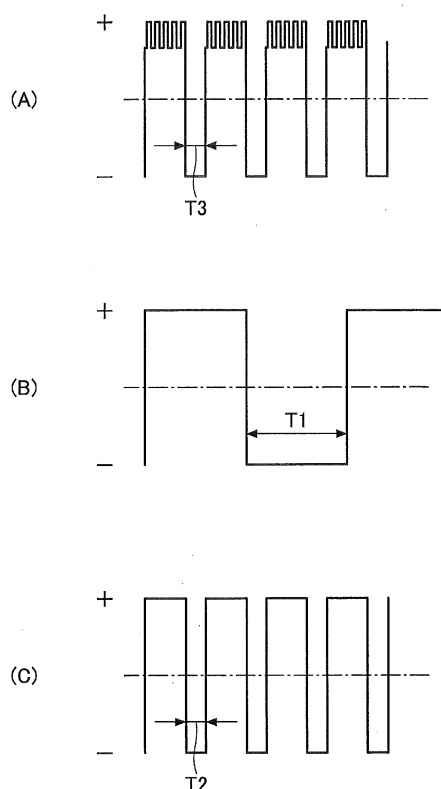 +
(A)
—
T3
+
(B)
T1
—
+
(C)
—
T2